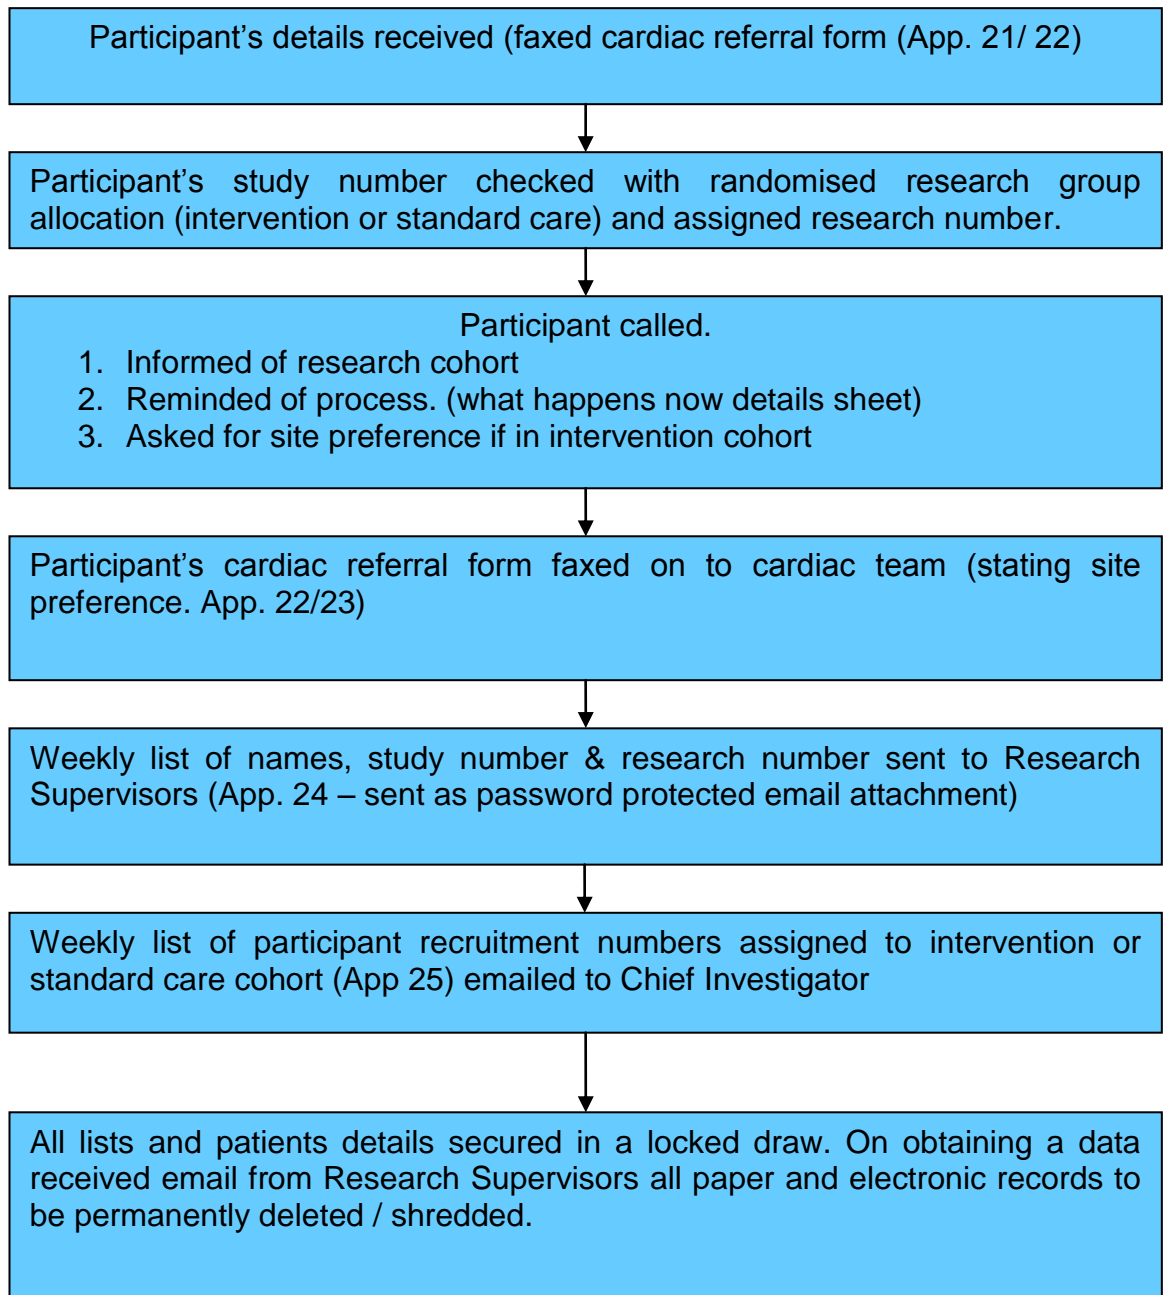 Participant’s details received (faxed cardiac referral form (App. 21/ 22)
Participant’s study number checked with randomised research group
allocation (intervention or standard care) and assigned research number.
Participant called.
1. Informed of research cohort
2. Reminded of process. (what happens now details sheet)
3. Asked for site preference if in intervention cohort
Participant’s cardiac referral form faxed on to cardiac team (stating site
preference. App. 22/23)
Weekly list of names, study number & research number sent to Research
Supervisors (App. 24 – sent as password protected email attachment)
Weekly list of participant recruitment numbers assigned to intervention or
standard care cohort (App 25) emailed to Chief Investigator
All lists and patients details secured in a locked draw. On obtaining a data
received email from Research Supervisors all paper and electronic records to
be permanently deleted / shredded.